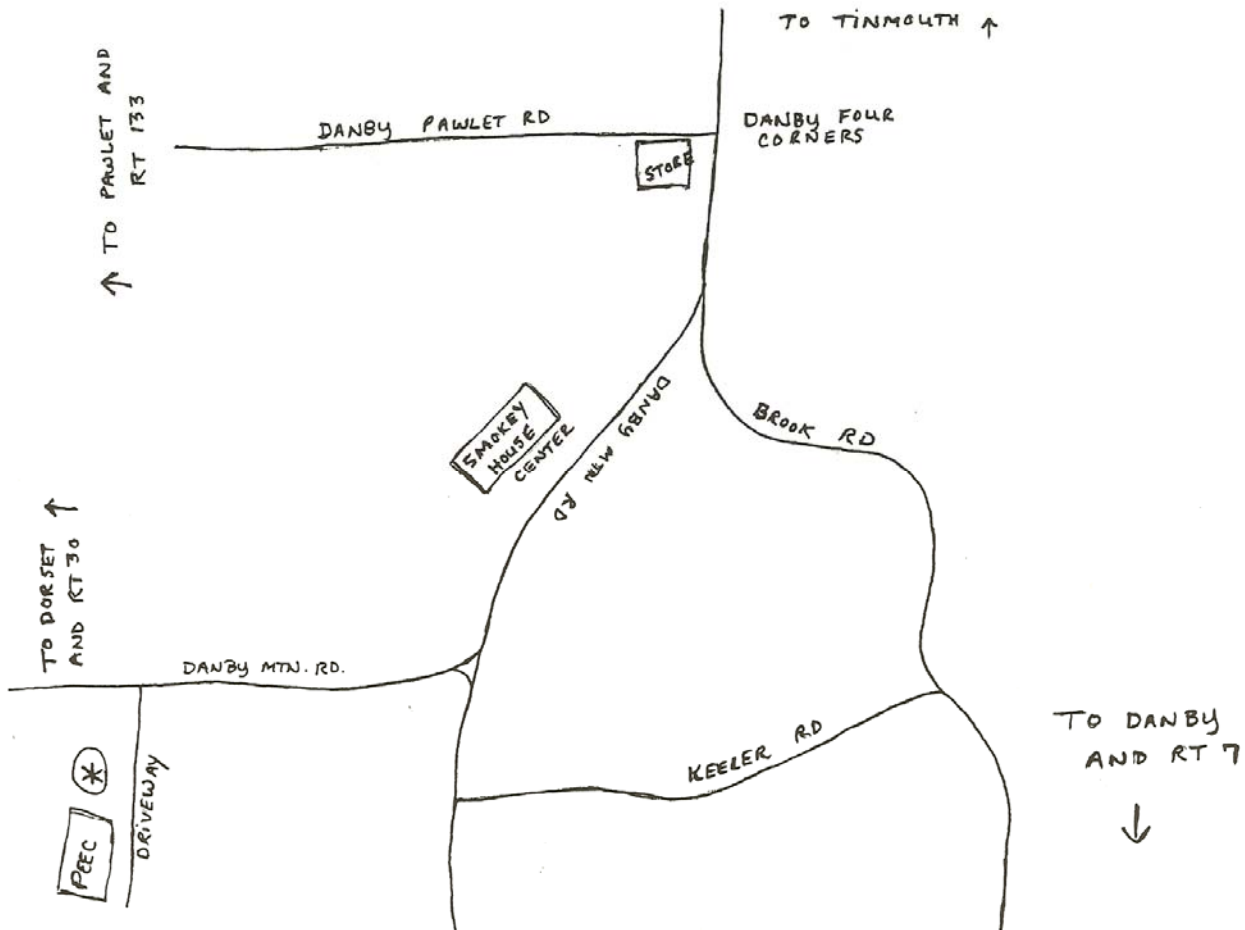 TO TINMOUTH ↑
TO PAWLET AND
RT 133
DANBY PAWLET RD
DANBY FOUR
CORNERS
STORE
DANBY MTN RD
BROOK RD
SMOKEY
HOUSE
CENTER
TO DORSET
AND RT 30
DANBY MTN. RD.
KEELER RD
TO DANBY
AND RT 7
DRIVEWAY
PEEC